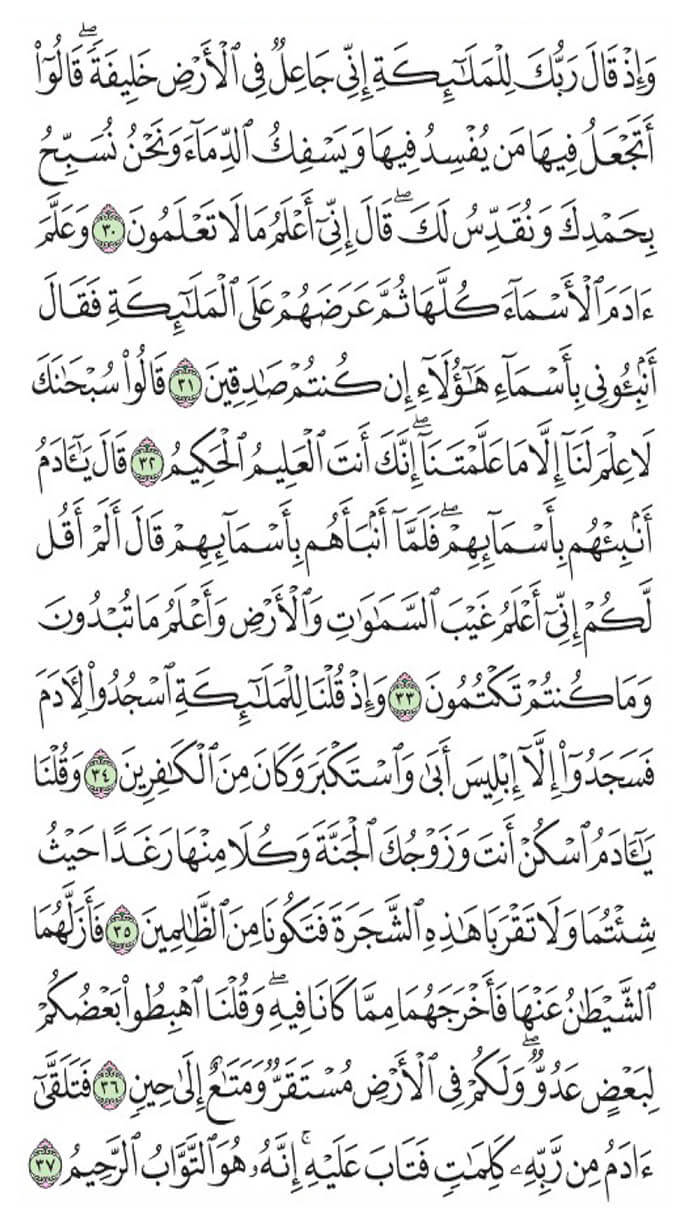 وَإِذْ قَالَ رَبُّكَ لِلْمَلَٰٓئِكَةِ إِنِّي جَاعِلٌ فِي ٱلْأَرْضِ خَلِيفَةًۖ قَالُوٓاْ
أَتَجْعَلُ فِيهَا مَن يُفْسِدُ فِيهَا وَيَسْفِكُ ٱلدِّمَآءَ وَنَحْنُ نُسَبِّحُ
بِحَمْدِكَ وَنُقَدِّسُ لَكَۖ قَالَ إِنِّيٓ أَعْلَمُ مَا لَا تَعْلَمُونَ ٣٠ وَعَلَّمَ
ءَادَمَ ٱلْأَسْمَآءَ كُلَّهَا ثُمَّ عَرَضَهُمْ عَلَى ٱلْمَلَٰٓئِكَةِ فَقَالَ
أَنۢبِـُٔونِي بِأَسْمَآءِ هَٰٓؤُلَآءِ إِن كُنتُمْ صَٰدِقِينَ ٣١ قَالُواْ سُبْحَٰنَكَ
لَا عِلْمَ لَنَآ إِلَّا مَا عَلَّمْتَنَآۖ إِنَّكَ أَنتَ ٱلْعَلِيمُ ٱلْحَكِيمُ ٣٢ قَالَ يَٰٓـَٔادَمُ
أَنۢبِئْهُم بِأَسْمَآئِهِمْۖ فَلَمَّآ أَنۢبَأَهُم بِأَسْمَآئِهِمْ قَالَ أَلَمْ أَقُل
لَّكُمْ إِنِّيٓ أَعْلَمُ غَيْبَ ٱلسَّمَٰوَٰتِ وَٱلْأَرْضِ وَأَعْلَمُ مَا تُبْدُونَ
وَمَا كُنتُمْ تَكْتُمُونَ ٣٣ وَإِذْ قُلْنَا لِلْمَلَٰٓئِكَةِ ٱسْجُدُواْ لِأٓدَمَ
فَسَجَدُوٓاْ إِلَّآ إِبْلِيسَ أَبَىٰ وَٱسْتَكْبَرَ وَكَانَ مِنَ ٱلْكَٰفِرِينَ ٣٤ وَقُلْنَا
يَٰٓـَٔادَمُ ٱسْكُنْ أَنتَ وَزَوْجُكَ ٱلْجَنَّةَ وَكُلَا مِنْهَا رَغَدًا حَيْثُ
شِئْتُمَا وَلَا تَقْرَبَا هَٰذِهِ ٱلشَّجَرَةَ فَتَكُونَا مِنَ ٱلظَّٰلِمِينَ ٣٥ فَأَزَلَّهُمَا
ٱلشَّيْطَٰنُ عَنْهَا فَأَخْرَجَهُمَا مِمَّا كَانَا فِيهِۖ وَقُلْنَا ٱهْبِطُواْ بَعْضُكُمْ
لِبَعْضٍ عَدُوّٞۖ وَلَكُمْ فِي ٱلْأَرْضِ مُسْتَقَرّٞ وَمَتَٰعٌ إِلَىٰ حِينٖ ٣٦ فَتَلَقَّىٰٓ
ءَادَمُ مِن رَّبِّهِۦ كَلِمَٰتٖ فَتَابَ عَلَيْهِۚ إِنَّهُۥ هُوَ ٱلتَّوَّابُ ٱلرَّحِيمُ ٣٧